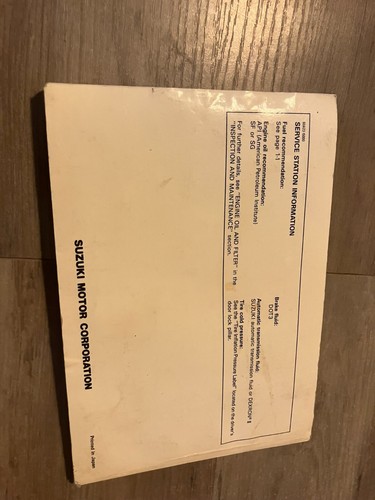 SERVICE STATION INFORMATION
Fuel recommendation:
See page 1-1
Engine oil recommendation:
API (American Petroleum Institute)
SF or SG
For further details, see "ENGINE OIL AND FILTER" in the
"INSPECTION AND MAINTENANCE" section.
Brake fluid:
DOT3
Automatic transmission fluid:
SUZUKI automatic transmission fluid or DEXRON® II
Tire cold pressure:
See the "Tire Inflation Pressure Label" located on the driver's
door lock pillar.
SUZUKI MOTOR CORPORATION
Printed in Japan